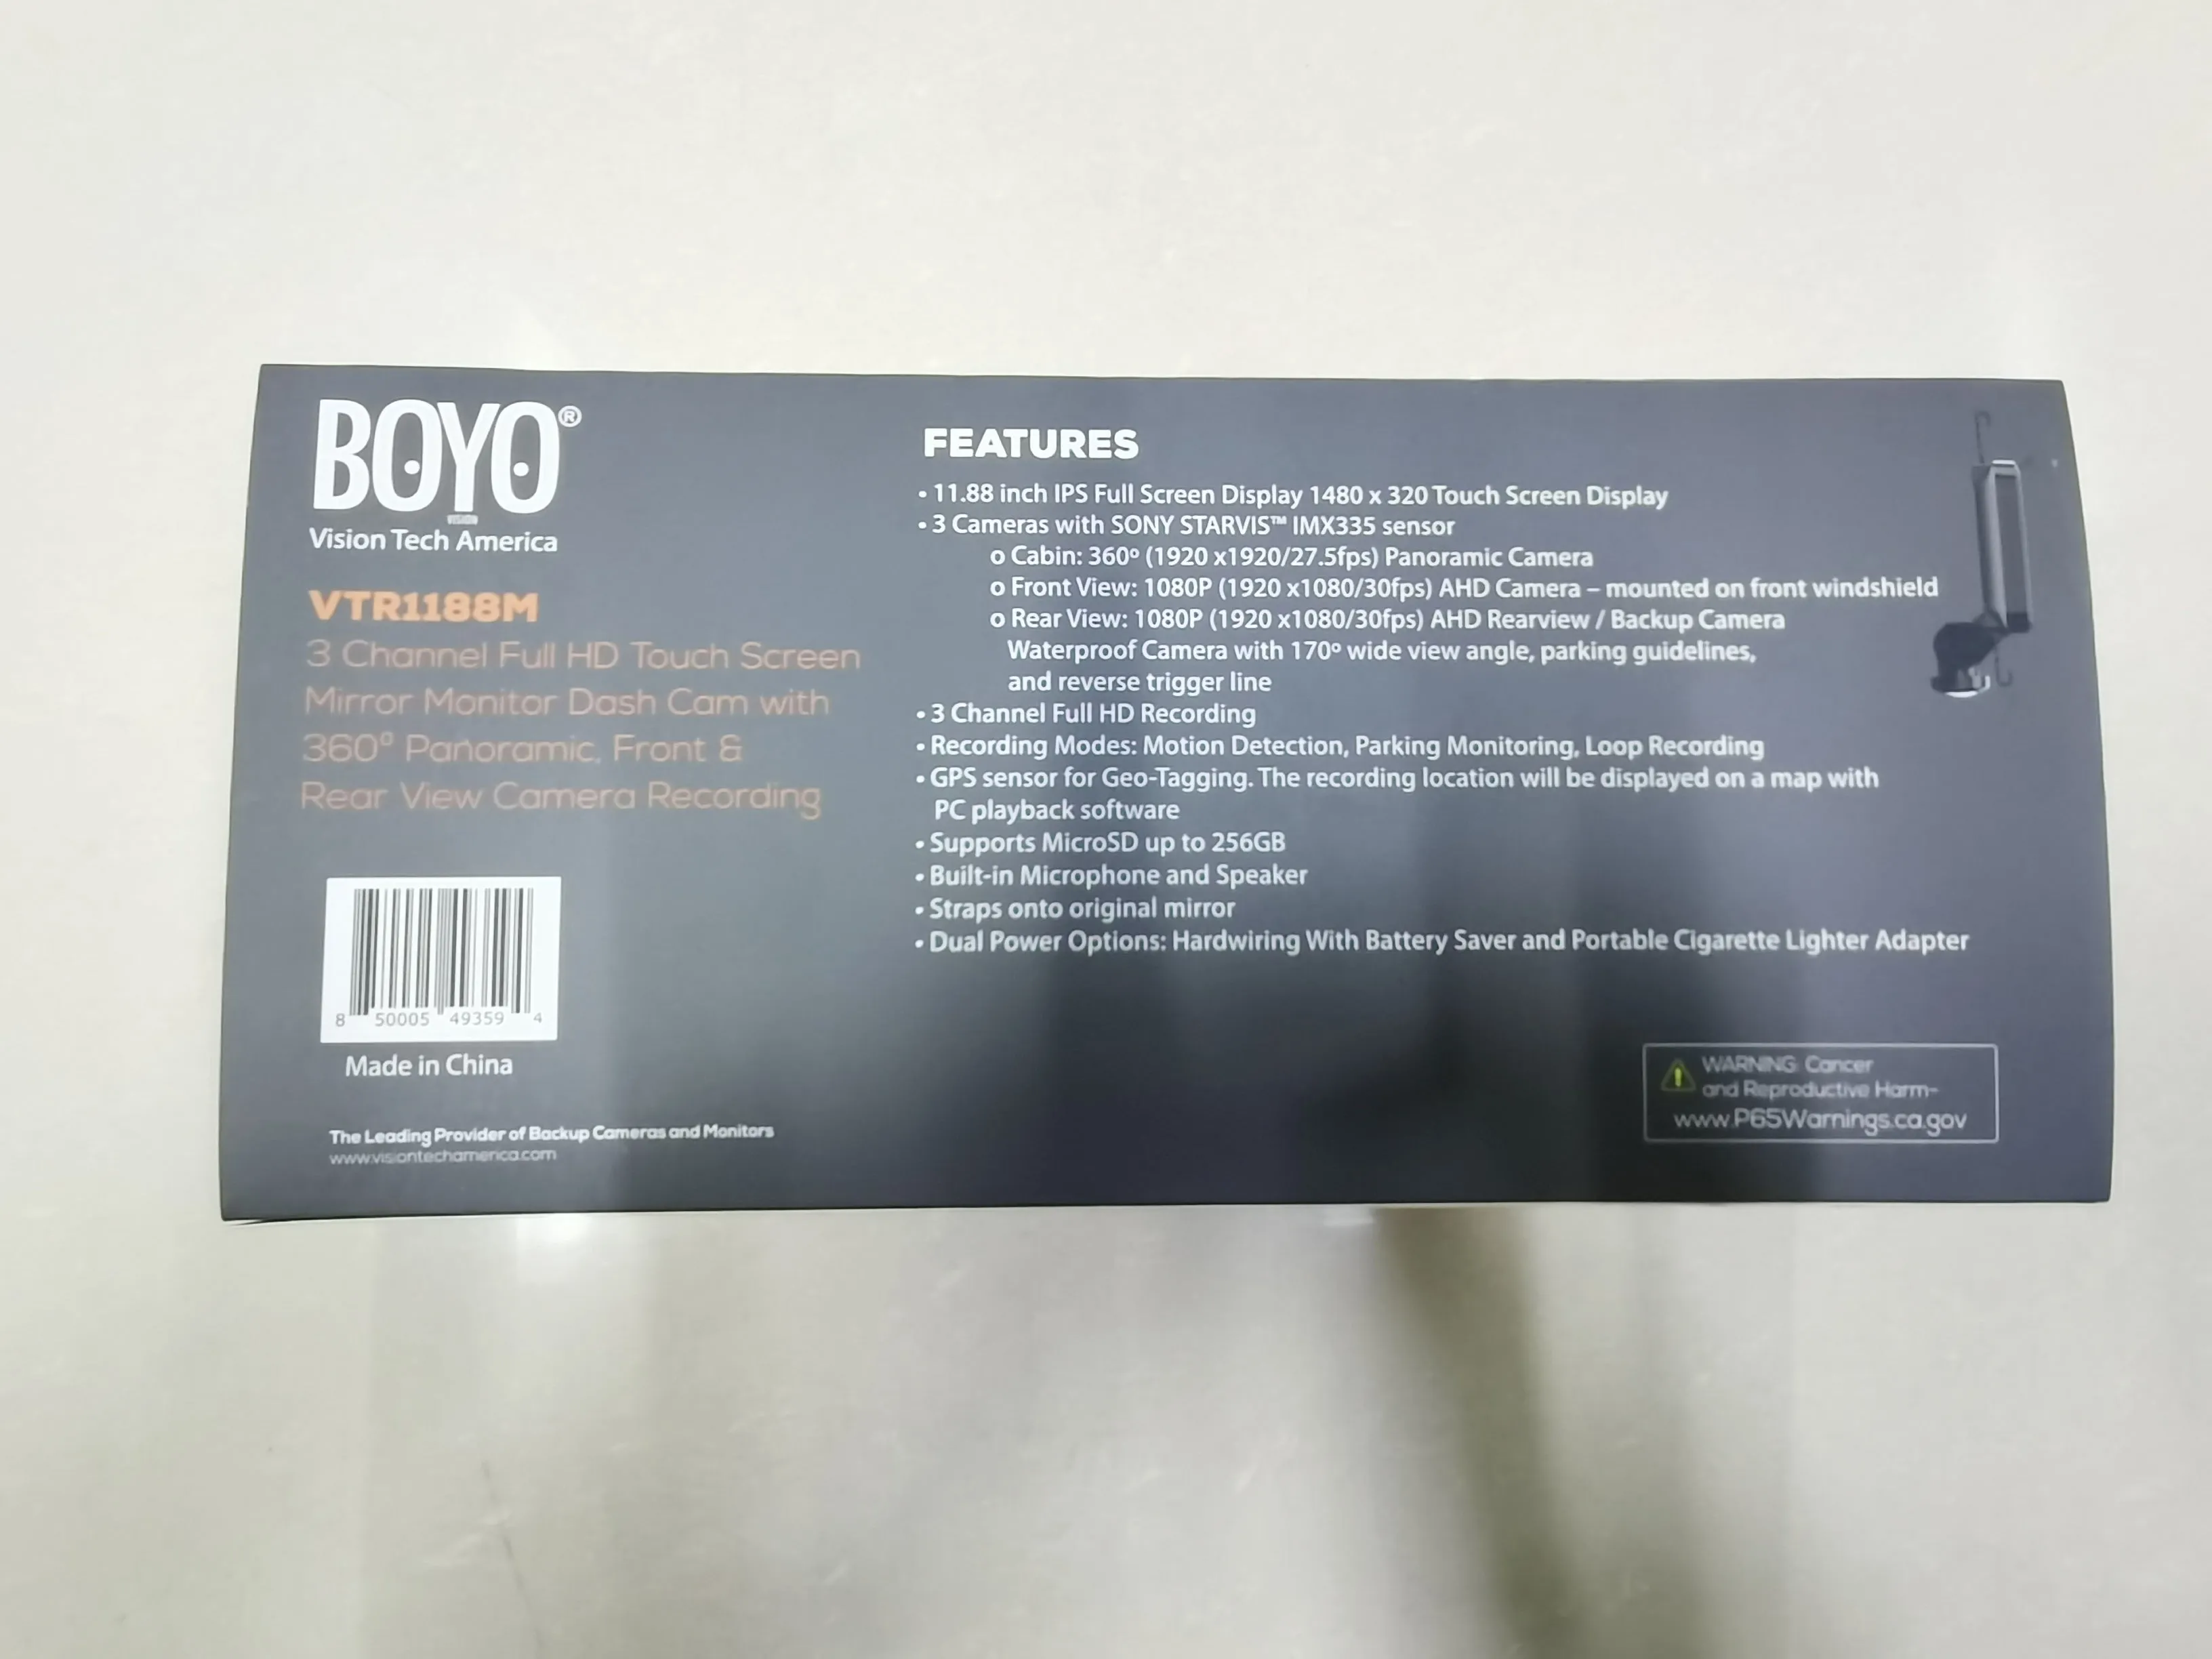 BOYO®
VISION
Vision Tech America
VTR1188M
3 Channel Full HD Touch Screen
Mirror Monitor Dash Cam with
360° Panoramic, Front &
Rear View Camera Recording
8 50005 49359 4
Made in China
The Leading Provider of Backup Cameras and Monitors
www.visiontechamerica.com
FEATURES
• 11.88 inch IPS Full Screen Display 1480 x 320 Touch Screen Display
• 3 Cameras with SONY STARVIS™ IMX335 sensor
o Cabin: 360º (1920 x1920/27.5fps) Panoramic Camera
o Front View: 1080P (1920 x1080/30fps) AHD Camera – mounted on front windshield
o Rear View: 1080P (1920 x1080/30fps) AHD Rearview / Backup Camera
Waterproof Camera with 170º wide view angle, parking guidelines,
and reverse trigger line
• 3 Channel Full HD Recording
• Recording Modes: Motion Detection, Parking Monitoring, Loop Recording
• GPS sensor for Geo-Tagging. The recording location will be displayed on a map with
PC playback software
• Supports MicroSD up to 256GB
• Built-in Microphone and Speaker
• Straps onto original mirror
• Dual Power Options: Hardwiring With Battery Saver and Portable Cigarette Lighter Adapter
WARNING: Cancer
and Reproductive Harm-
www.P65Warnings.ca.gov